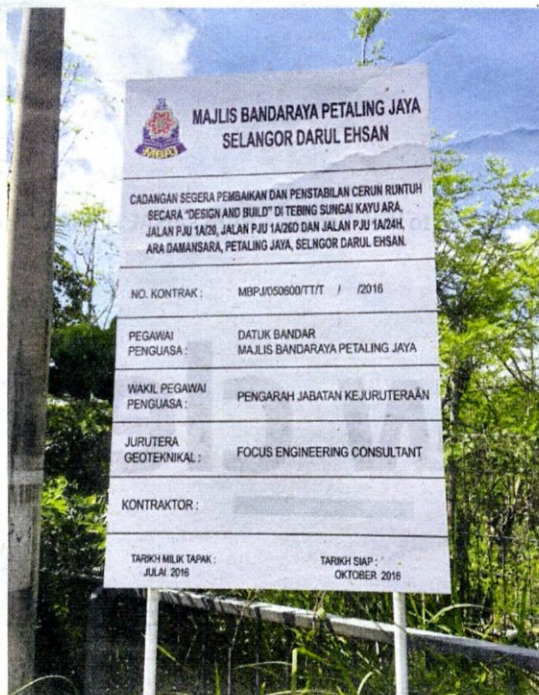 MBPJ
MAJLIS BANDARAYA PETALING JAYA
SELANGOR DARUL EHSAN
CADANGAN SEGERA PEMBAIKAN DAN PENSTABILAN CERUN RUNTUH
SECARA "DESIGN AND BUILD" DI TEBING SUNGAI KAYU ARA,
JALAN PJU 1A/20, JALAN PJU 1A/26D DAN JALAN PJU 1A/24H,
ARA DAMANSARA, PETALING JAYA, SELNGOR DARUL EHSAN.
NO. KONTRAK : MBPJ/050600/TT/T / /2016
PEGAWAI PENGUASA : DATUK BANDAR
MAJLIS BANDARAYA PETALING JAYA
WAKIL PEGAWAI
PENGUASA : PENGARAH JABATAN KEJURUTERAAN
JURUTERA
GEOTEKNIKAL : FOCUS ENGINEERING CONSULTANT
KONTRAKTOR :
TARIKH MILIK TAPAK :
JULAI 2016
TARIKH SIAP :
OKTOBER 2016